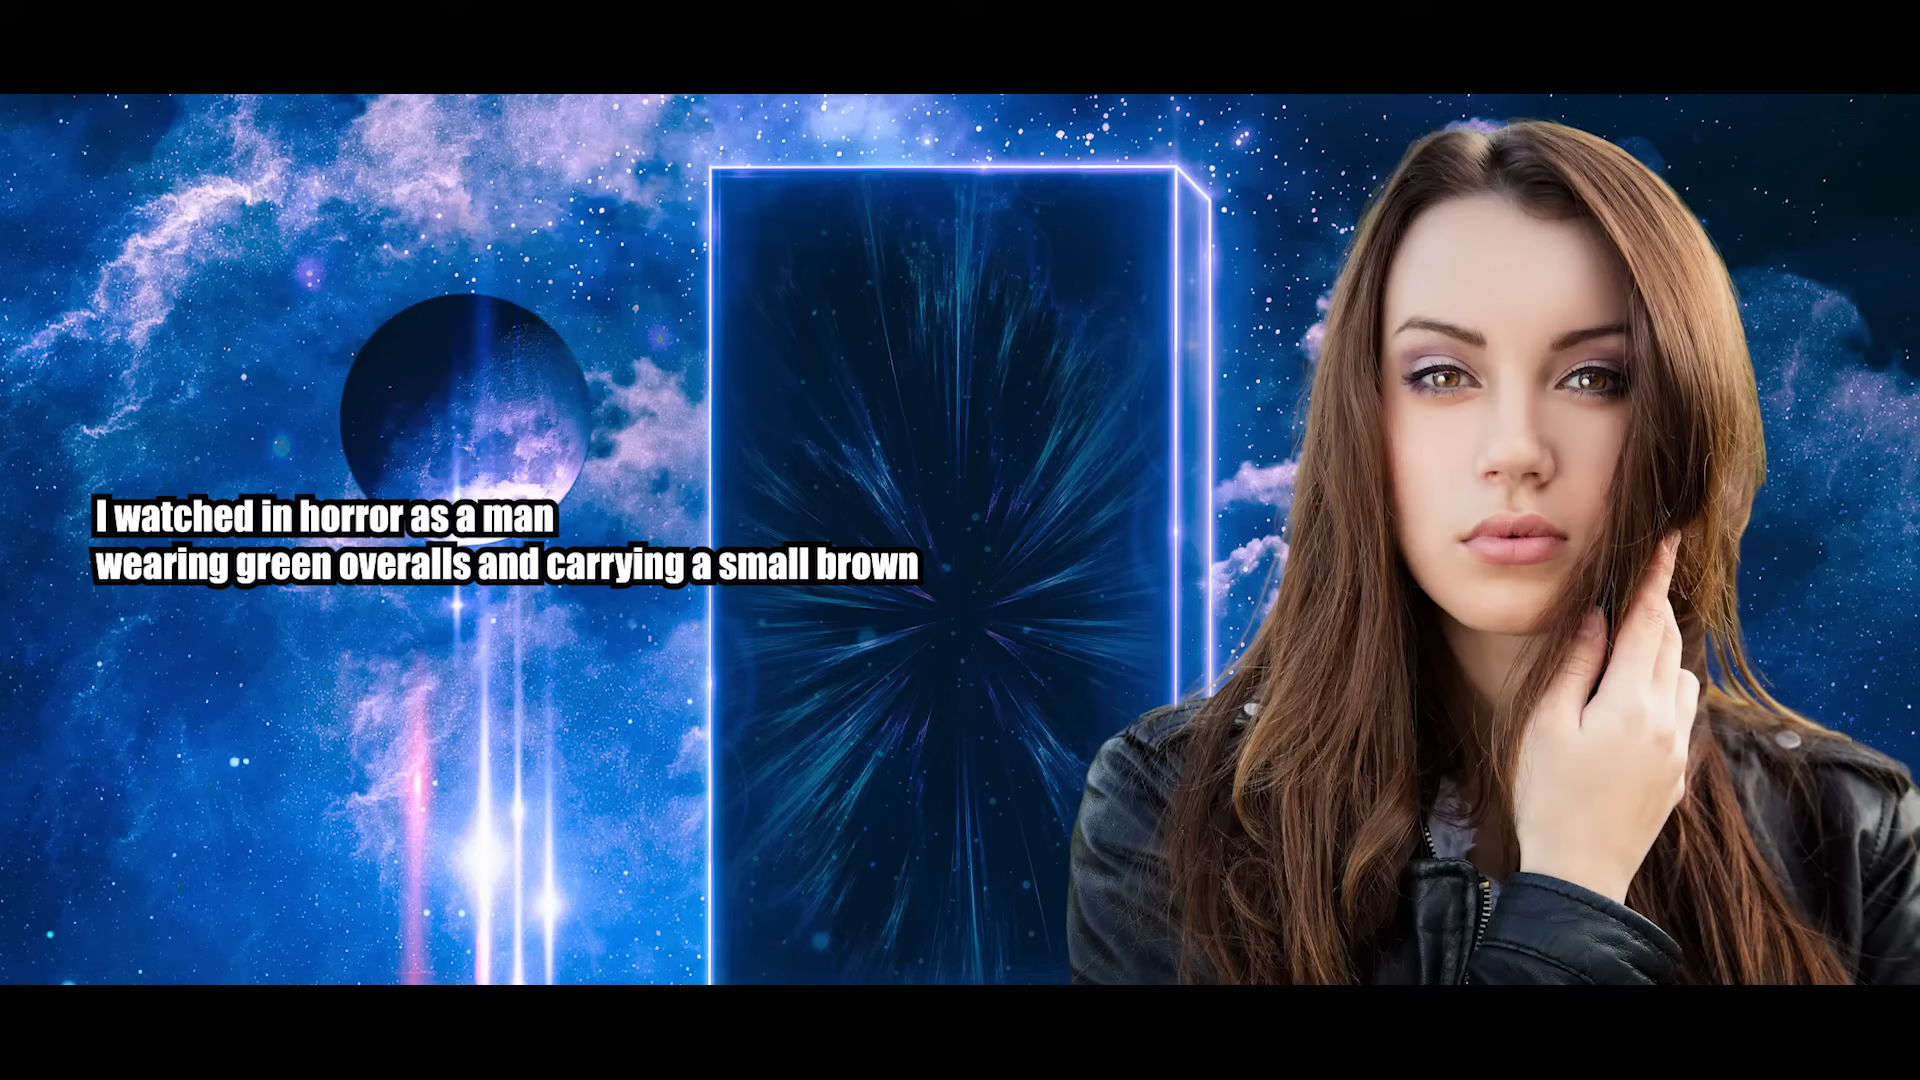 I watched in horror as a man
wearing green overalls and carrying a small brown